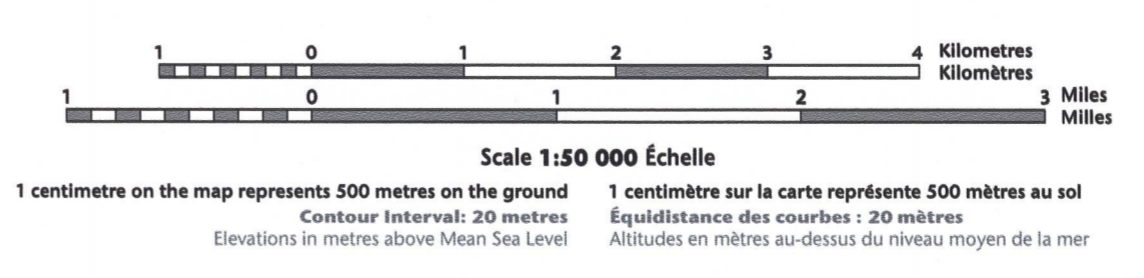 1 0 1 2 3 4 Kilometres
Kilomètres
1 0 1 2 3 Miles
Milles
Scale 1:50 000 Échelle
1 centimetre on the map represents 500 metres on the ground
Contour Interval: 20 metres
Elevations in metres above Mean Sea Level
1 centimètre sur la carte représente 500 mètres au sol
Équidistance des courbes : 20 mètres
Altitudes en mètres au-dessus du niveau moyen de la mer